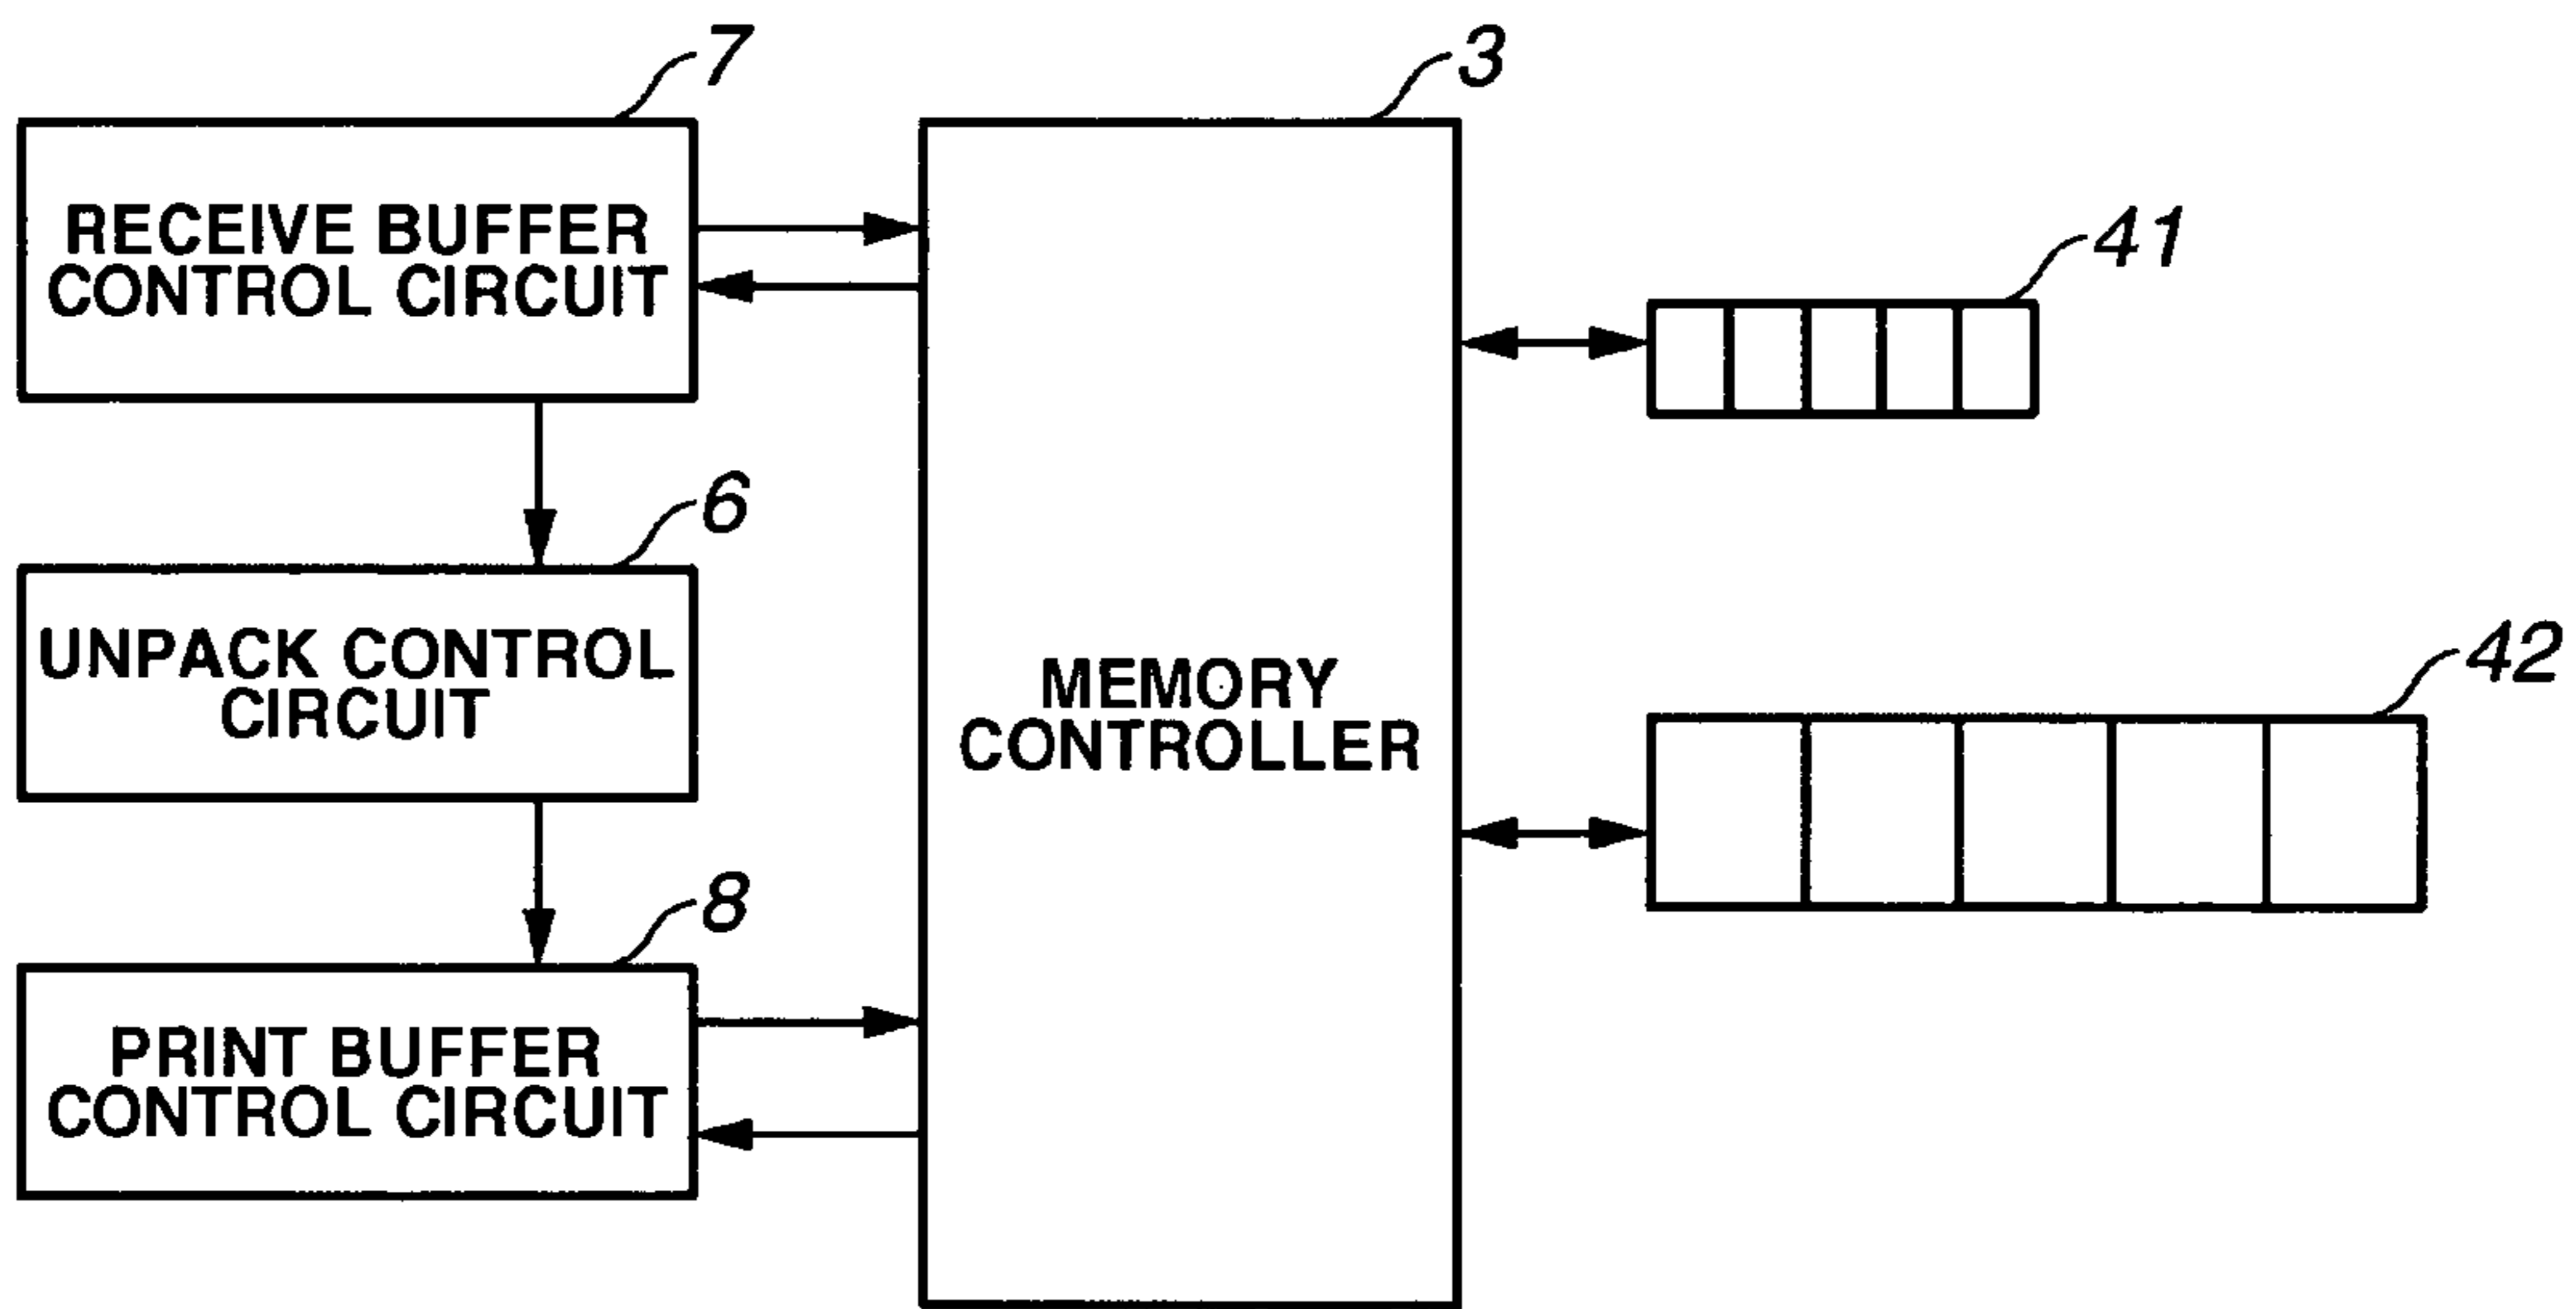 7
3
RECEIVE BUFFER
CONTROL CIRCUIT
41
6
UNPACK CONTROL
CIRCUIT
MEMORY
CONTROLLER
42
8
PRINT BUFFER
CONTROL CIRCUIT